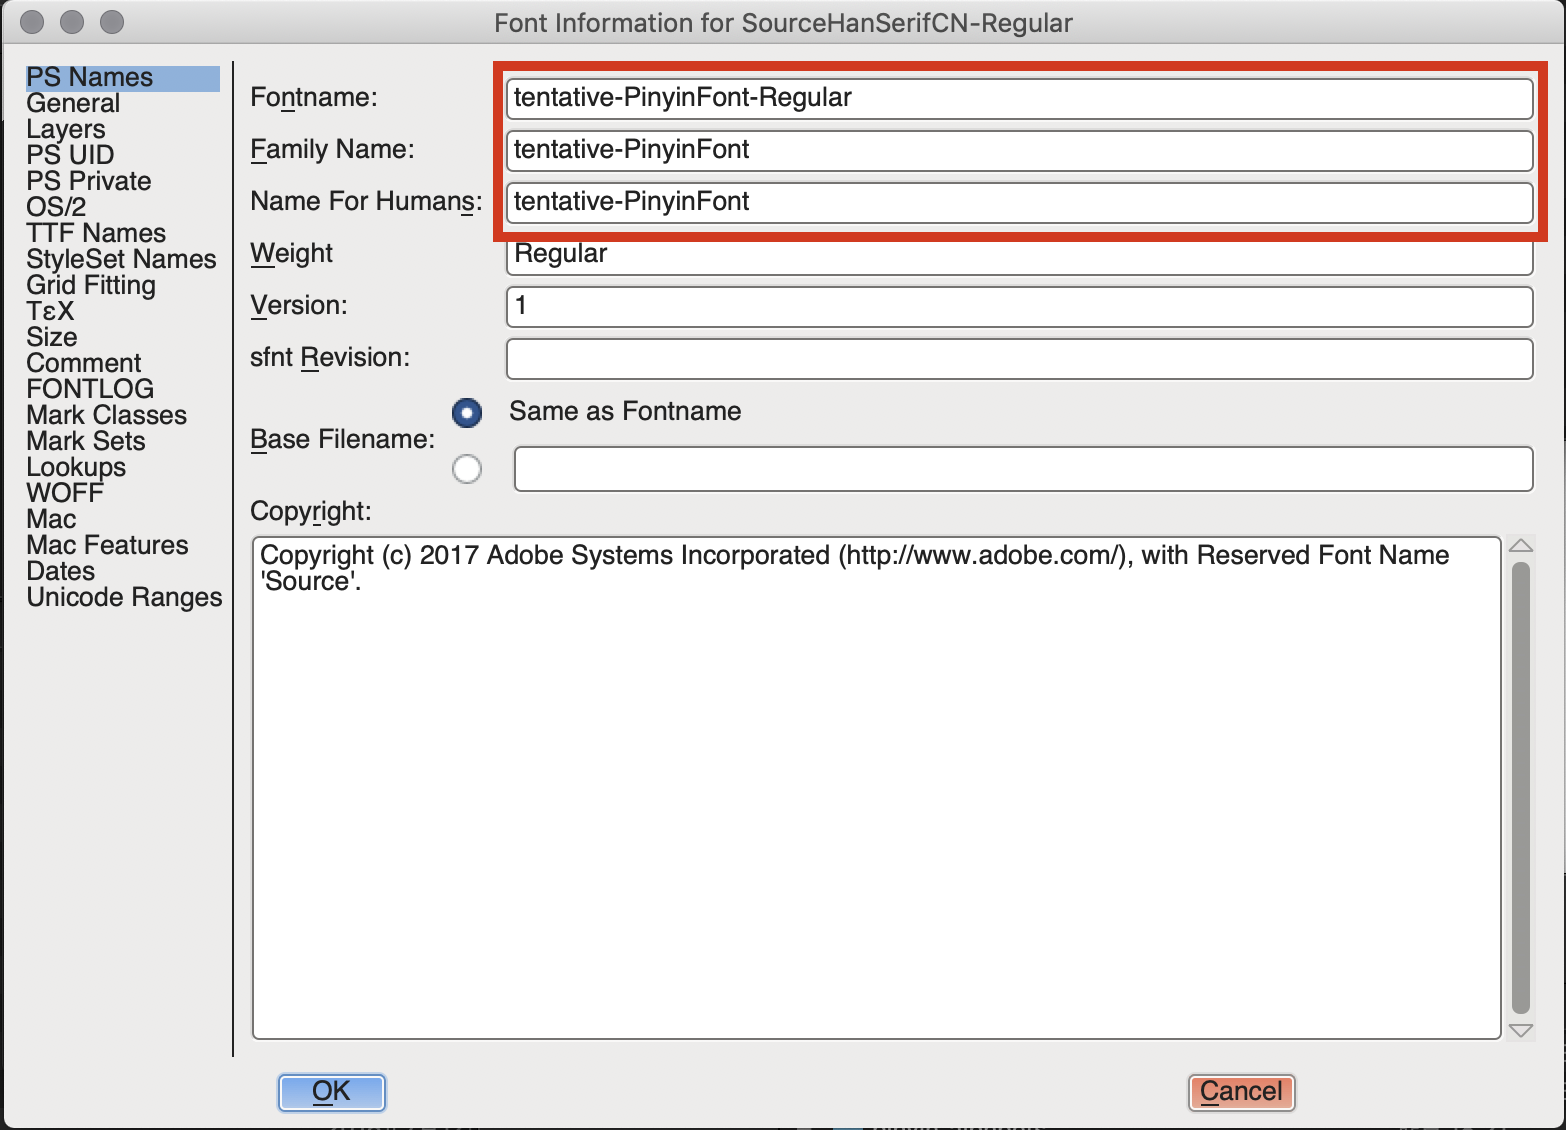 Font Information for SourceHanSerifCN-Regular
PS Names
General
Layers
PS UID
PS Private
OS/2
TTF Names
StyleSet Names
Grid Fitting
TεX
Size
Comment
FONTLOG
Mark Classes
Mark Sets
Lookups
WOFF
Mac
Mac Features
Dates
Unicode Ranges
Fontname: tentative-PinyinFont-Regular
Family Name: tentative-PinyinFont
Name For Humans: tentative-PinyinFont
Weight Regular
Version: 1
sfnt Revision:
Same as Fontname
Base Filename:
Copyright:
Copyright (c) 2017 Adobe Systems Incorporated (http://www.adobe.com/), with Reserved Font Name
'Source'.
OK Cancel